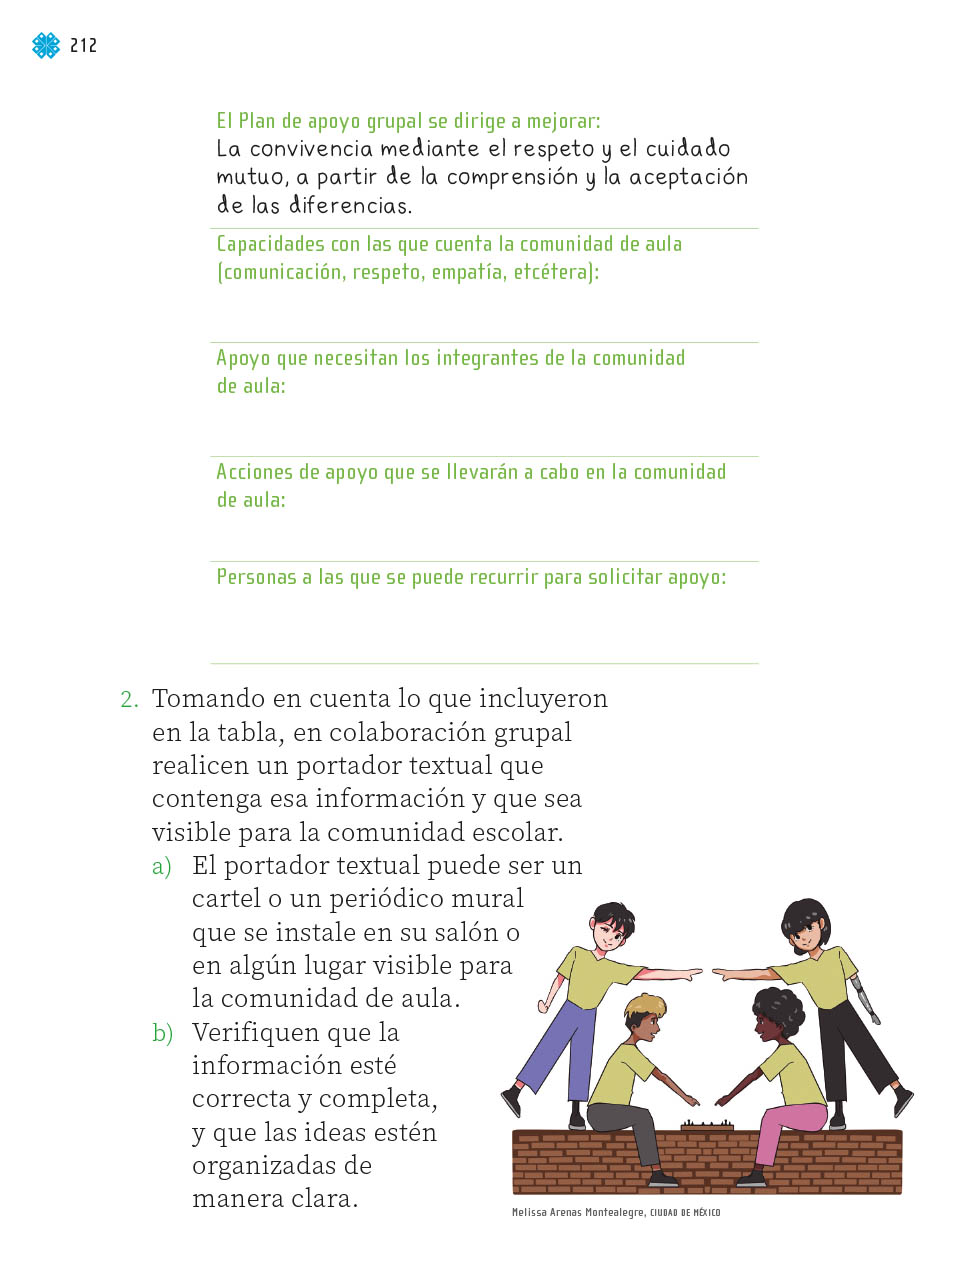 212
El Plan de apoyo grupal se dirige a mejorar:
La convivencia mediante el respeto y el cuidado
mutuo, a partir de la comprensión y la aceptación
de las diferencias.
Capacidades con las que cuenta la comunidad de aula
(comunicación, respeto, empatía, etcétera):
Apoyo que necesitan los integrantes de la comunidad
de aula:
Acciones de apoyo que se llevarán a cabo en la comunidad
de aula:
Personas a las que se puede recurrir para solicitar apoyo:
2. Tomando en cuenta lo que incluyeron
en la tabla, en colaboración grupal
realicen un portador textual que
contenga esa información y que sea
visible para la comunidad escolar.
a) El portador textual puede ser un
cartel o un periódico mural
que se instale en su salón o
en algún lugar visible para
la comunidad de aula.
b) Verifiquen que la
información esté
correcta y completa,
y que las ideas estén
organizadas de
manera clara.
Melissa Arenas Montealegre, CIUDAD DE MÉXICO